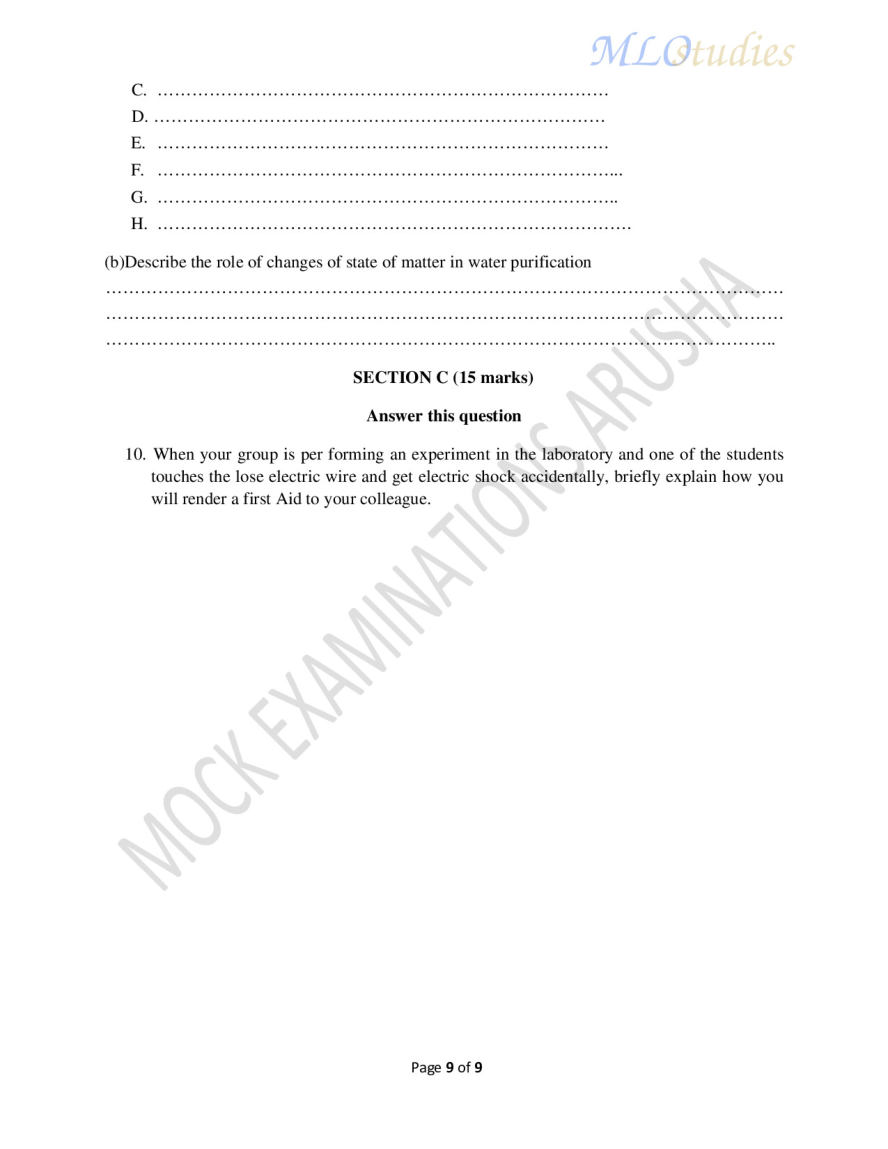 MLOstudies
C. ……………………………………………………………………
D. ……………………………………………………………………
E. ……………………………………………………………………
F. ……………………………………………………………………...
G. ……………………………………………………………………..
H. ………………………………………………………………………
(b)Describe the role of changes of state of matter in water purification
………………………………………………………………………………………………………
………………………………………………………………………………………………………
……………………………………………………………………………………………………..
SECTION C (15 marks)
Answer this question
10. When your group is per forming an experiment in the laboratory and one of the students
touches the lose electric wire and get electric shock accidentally, briefly explain how you
will render a first Aid to your colleague.
MOCK EXAMINATIONS ARUSHA
Page 9 of 9